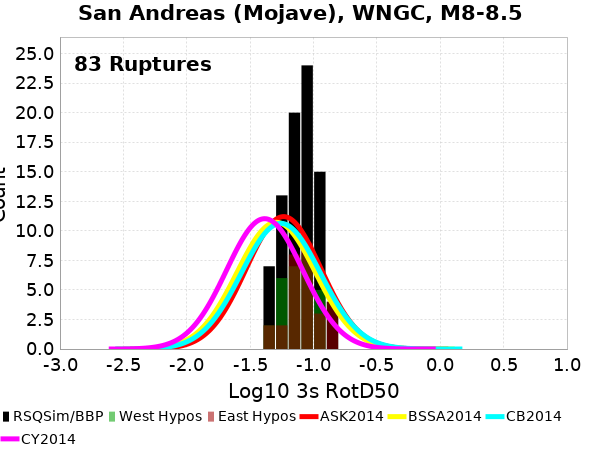 San Andreas (Mojave), WNGC, M8-8.5
83 Ruptures
25.0
22.5
20.0
17.5
15.0
12.5
10.0
7.5
5.0
2.5
0.0
Count
-3.0 -2.5 -2.0 -1.5 -1.0 -0.5 0.0 0.5 1.0
Log10 3s RotD50
RSQSim/BBP West Hypos East Hypos ASK2014 BSSA2014 CB2014
CY2014